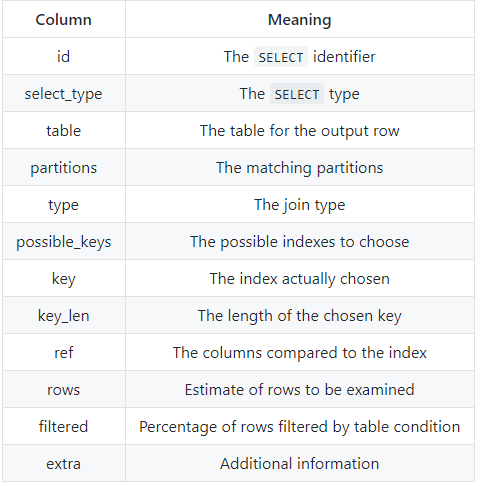 Column Meaning
id The SELECT identifier
select_type The SELECT type
table The table for the output row
partitions The matching partitions
type The join type
possible_keys The possible indexes to choose
key The index actually chosen
key_len The length of the chosen key
ref The columns compared to the index
rows Estimate of rows to be examined
filtered Percentage of rows filtered by table condition
extra Additional information